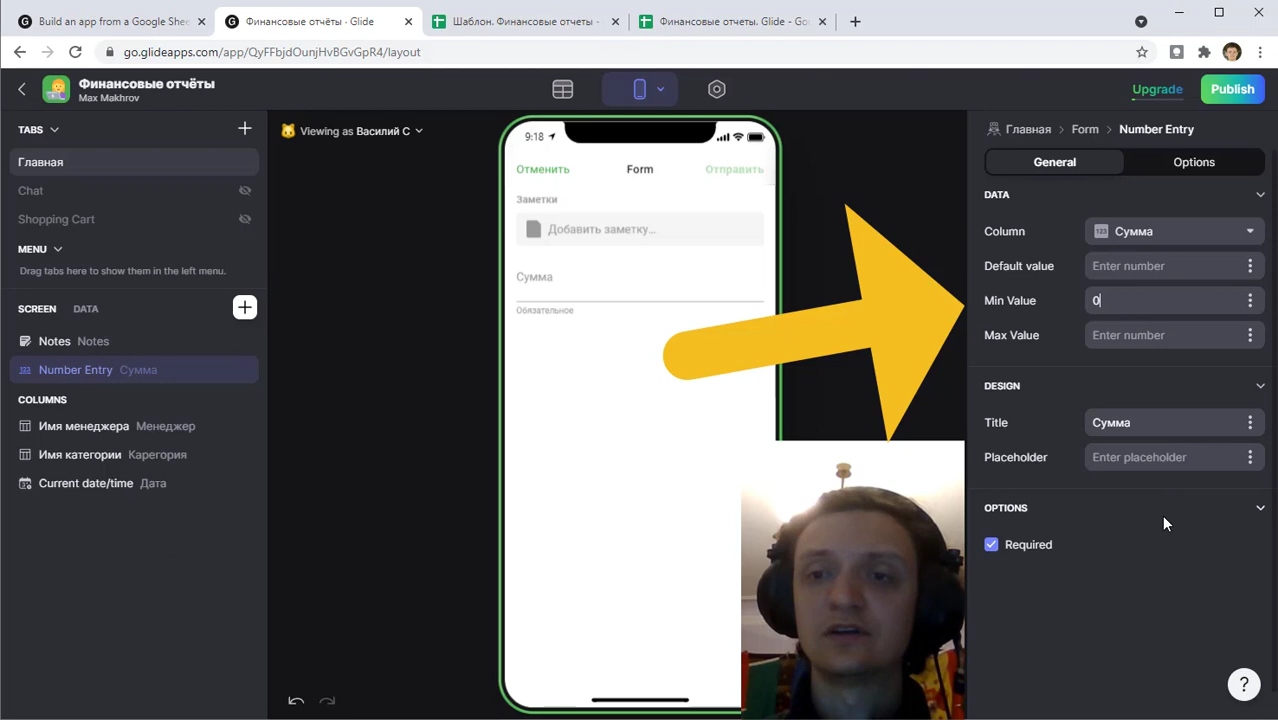 Build an app from a Google Shee
Финансовые отчёты · Glide
Шаблон. Финансовые отчеты -
Финансовые отчеты. Glide - Goo
go.glideapps.com/app/QyFFbjdOunjHvBGvGpR4/layout
Финансовые отчёты
Max Makhrov
Upgrade
Publish
TABS
Главная
Chat
Shopping Cart
MENU
Drag tabs here to show them in the left menu.
SCREEN DATA
Notes Notes
Number Entry Сумма
COLUMNS
Имя менеджера Менеджер
Имя категории Карегория
Current date/time Дата
Viewing as Василий С
9:18
Отменить Form Отправить
Заметки
Добавить заметку...
Сумма
Обязательное
Главная Form Number Entry
General Options
DATA
Column Сумма
Default value Enter number
Min Value 0
Max Value Enter number
DESIGN
Title Сумма
Placeholder Enter placeholder
OPTIONS
Required
?